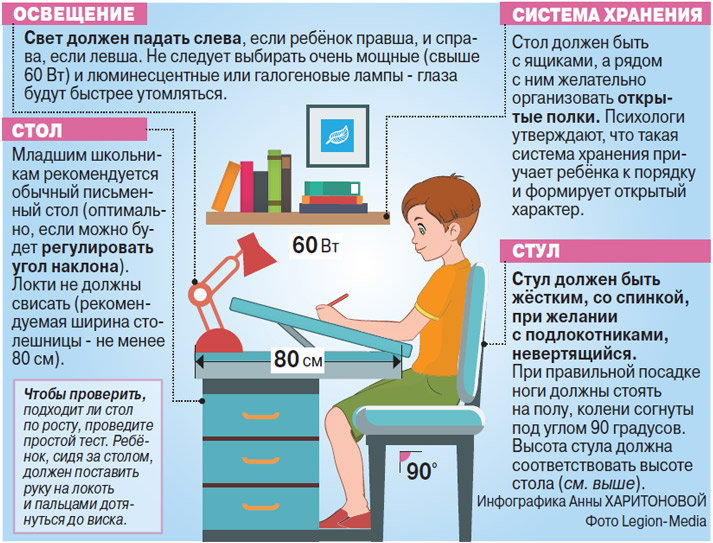 ОСВЕЩЕНИЕ
Свет должен падать слева, если ребёнок правша, и спра-
ва, если левша. Не следует выбирать очень мощные (свыше
60 Вт) и люминесцентные или галогеновые лампы - глаза
будут быстрее утомляться.
СТОЛ
Младшим школьни-
кам рекомендуется
обычный письмен-
ный стол (оптималь-
но, если можно бу-
дет регулировать
угол наклона).
Локти не должны
свисать (рекомен-
дуемая ширина сто-
лешницы - не менее
80 см).
Чтобы проверить,
подходит ли стол
по росту, проведите
простой тест. Ребё-
нок, сидя за столом,
должен поставить
руку на локоть
и пальцами дотя-
нуться до виска.
60 Вт
80 см
90°
СИСТЕМА ХРАНЕНИЯ
Стол должен быть
с ящиками, а рядом
с ним желательно
организовать откры-
тые полки. Психологи
утверждают, что такая
система хранения при-
учает ребёнка к порядку
и формирует открытый
характер.
СТУЛ
Стул должен быть
жёстким, со спинкой,
при желании
с подлокотниками,
невертящийся.
При правильной посадке
ноги должны стоять
на полу, колени согнуты
под углом 90 градусов.
Высота стула должна
соответствовать высоте
стола (см. выше).
Инфографика Анны ХАРИТОНОВОЙ
Фото Legion-Media